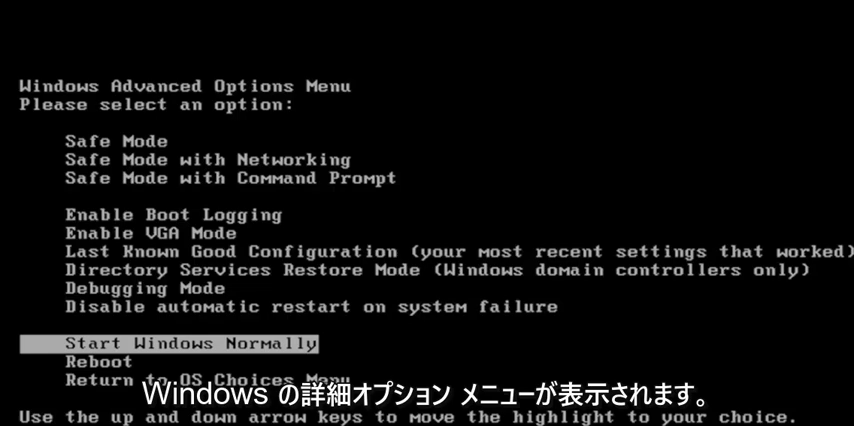 Windows Advanced Options Menu
Please select an option:
Safe Mode
Safe Mode with Networking
Safe Mode with Command Prompt
Enable Boot Logging
Enable VGA Mode
Last Known Good Configuration (your most recent settings that worked)
Directory Services Restore Mode (Windows domain controllers only)
Debugging Mode
Disable automatic restart on system failure
Start Windows Normally
Reboot
Return to OS Choices Menu
Windows の詳細オプション メニューが表示されます。
Use the up and down arrow keys to move the highlight to your choice.